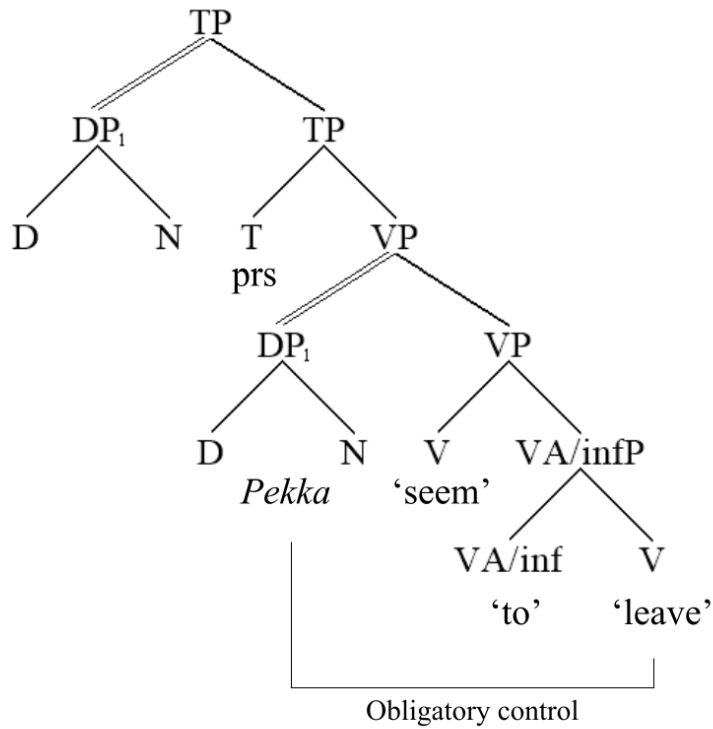 TP
DP₁ TP
D N T VP
prs
DP₁ VP
D N V VA/infP
Pekka ‘seem’
VA/inf V
‘to’ ‘leave’
Obligatory control